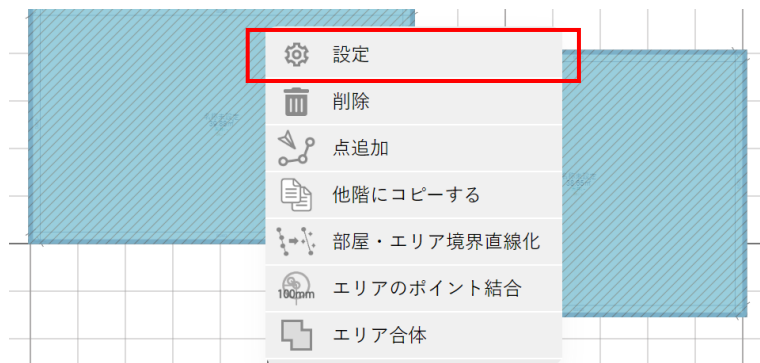 設定
削除
点追加
他階にコピーする
部屋・エリア境界直線化
100mm
エリアのポイント結合
エリア合体